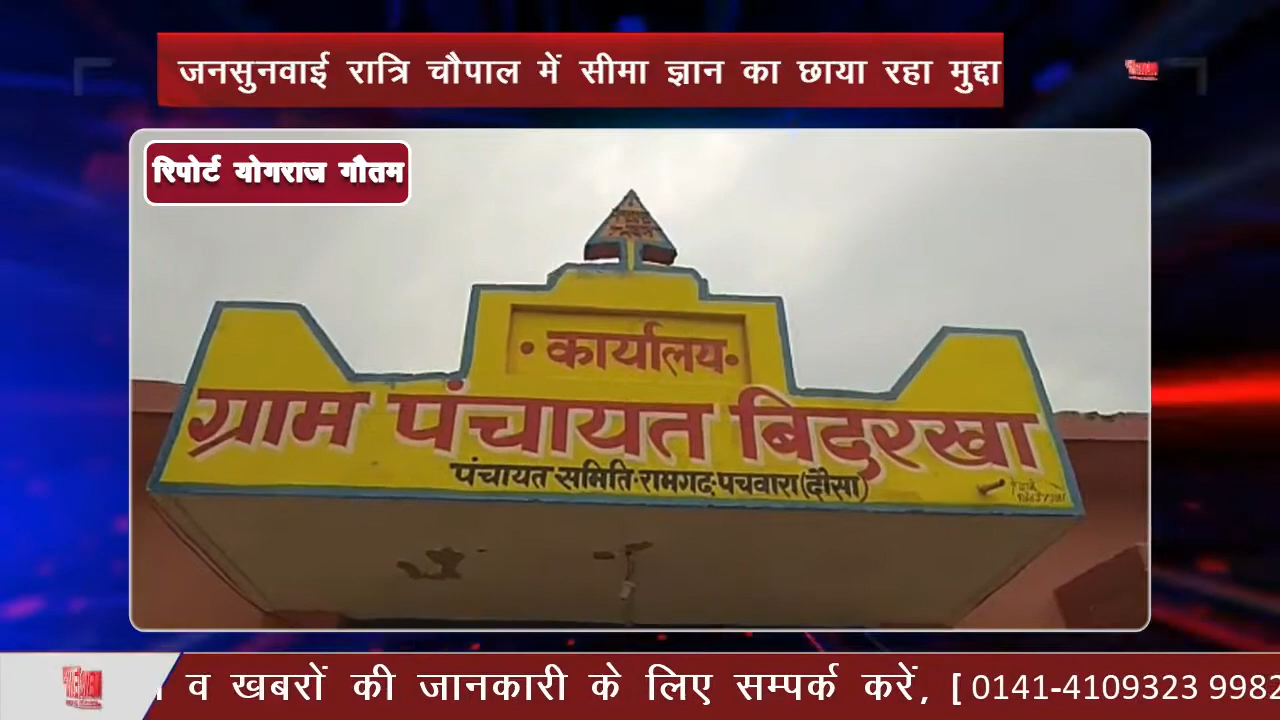 जनसुनवाई रात्रि चौपाल में सीमा ज्ञान का छाया रहा मुद्दा
रिपोर्ट योगराज गौतम
कार्यालय
ग्राम पंचायत बिदरखा
पंचायत समिति-रामगढ-पचवारा (दौसा)
व खबरों की जानकारी के लिए सम्पर्क करें, [ 0141-4109323 9982